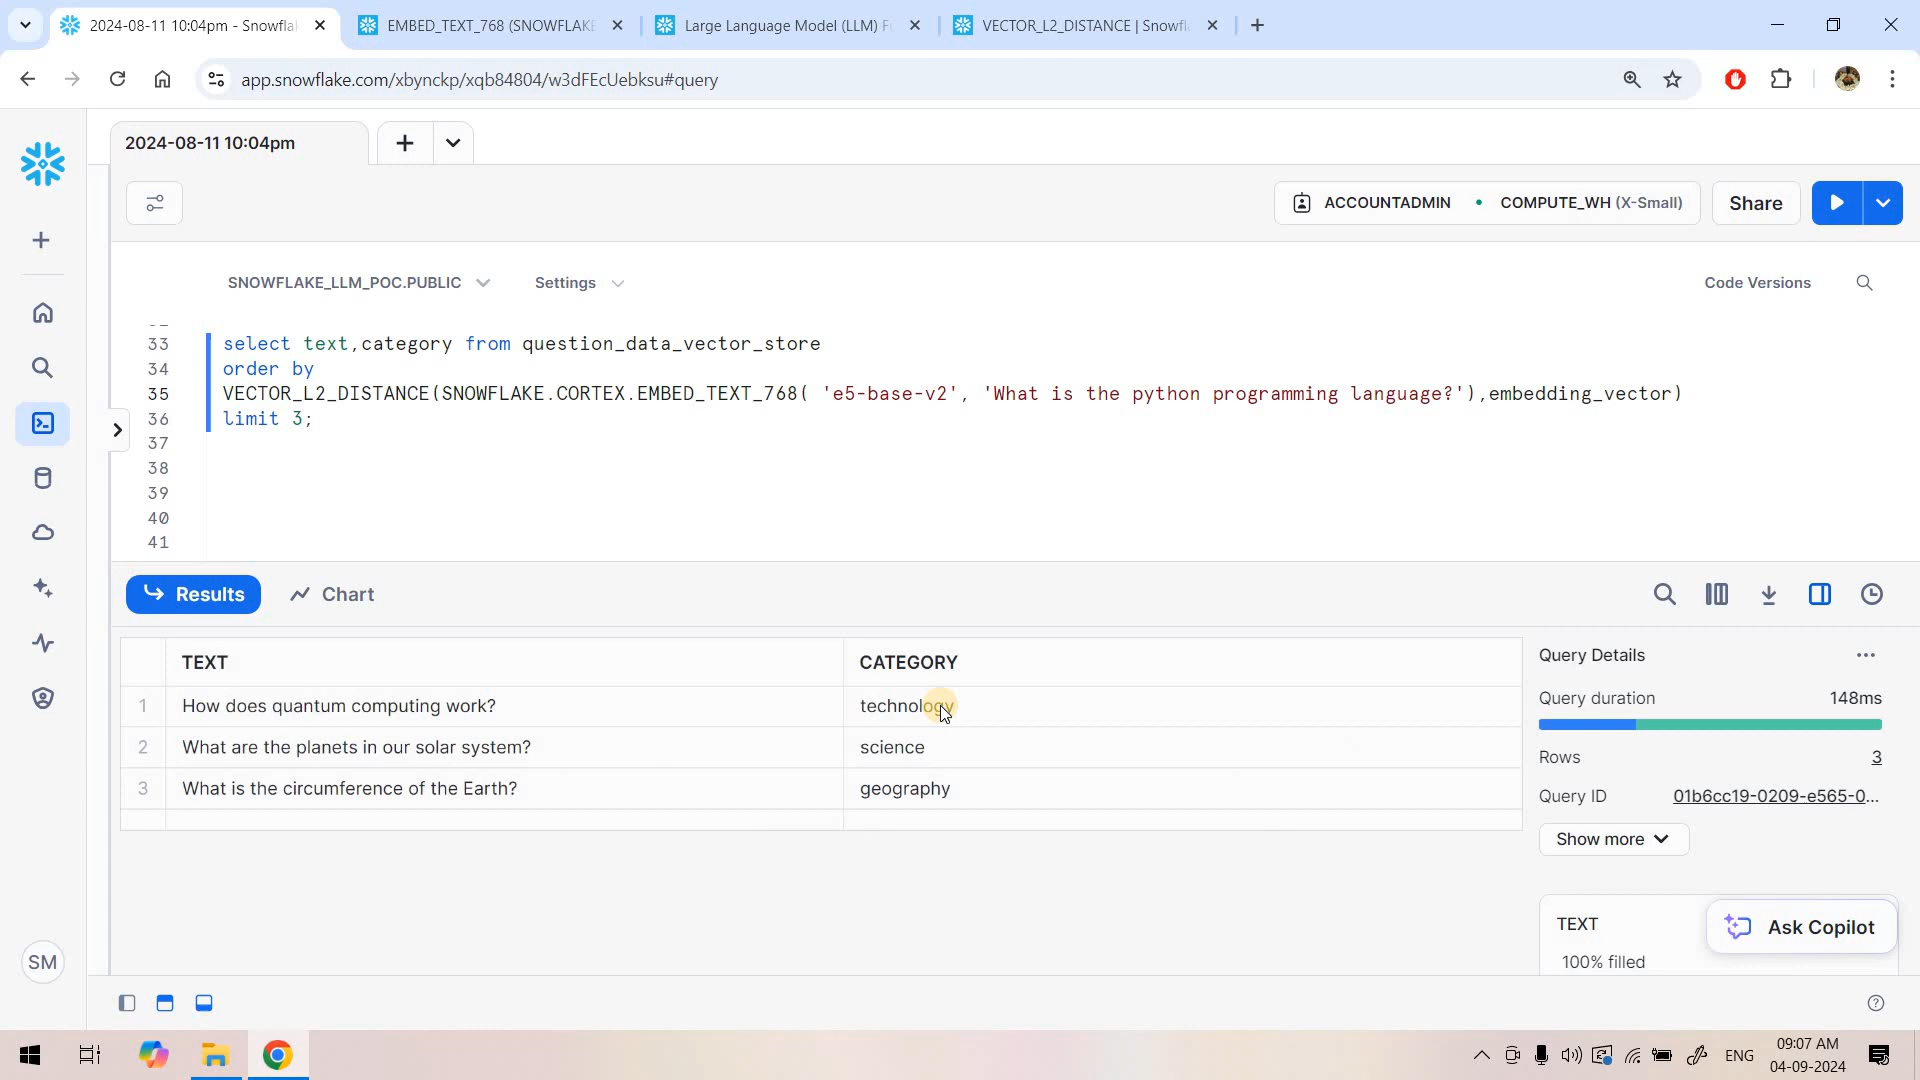 2024-08-11 10:04pm - Snowfla
EMBED_TEXT_768 (SNOWFLAKE
Large Language Model (LLM) F
VECTOR_L2_DISTANCE | Snowfl
app.snowflake.com/xbynckp/xqb84804/w3dFEcUebksu#query
2024-08-11 10:04pm
ACCOUNTADMIN
COMPUTE_WH (X-Small)
Share
SNOWFLAKE_LLM_POC.PUBLIC
Settings
Code Versions
32
33 select text,category from question_data_vector_store
34 order by
35 VECTOR_L2_DISTANCE(SNOWFLAKE.CORTEX.EMBED_TEXT_768( 'e5-base-v2', 'What is the python programming language?'),embedding_vector)
36 limit 3;
37
38
39
40
41
Results
Chart
TEXT CATEGORY
1 How does quantum computing work? technology
2 What are the planets in our solar system? science
3 What is the circumference of the Earth? geography
Query Details
Query duration 148ms
Rows 3
Query ID 01b6cc19-0209-e565-0...
Show more
TEXT
100% filled
Ask Copilot
SM
ENG
09:07 AM
04-09-2024